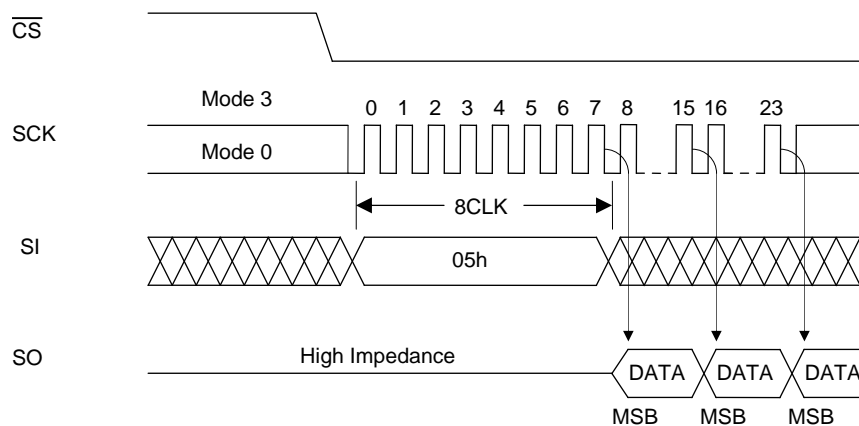 CS
Mode 3
0 1 2 3 4 5 6 7 8 15 16 23
SCK
Mode 0
8CLK
SI
05h
SO
High Impedance
DATA DATA DATA
MSB MSB MSB